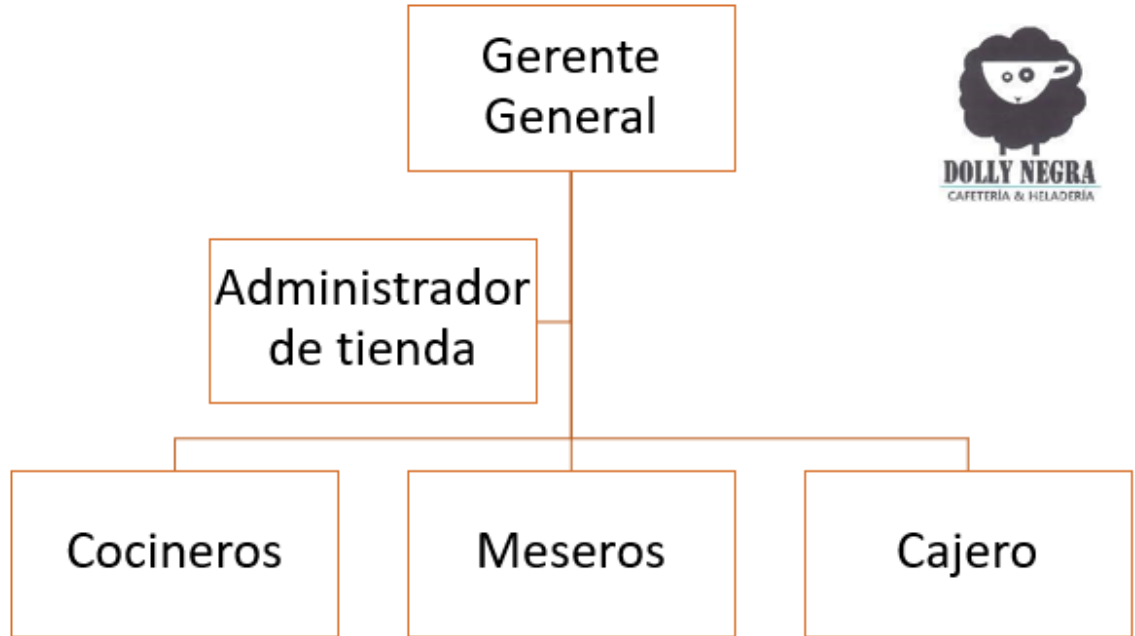 Gerente
General
DOLLY NEGRA
CAFETERÍA & HELADERÍA
Administrador
de tienda
Cocineros
Meseros
Cajero